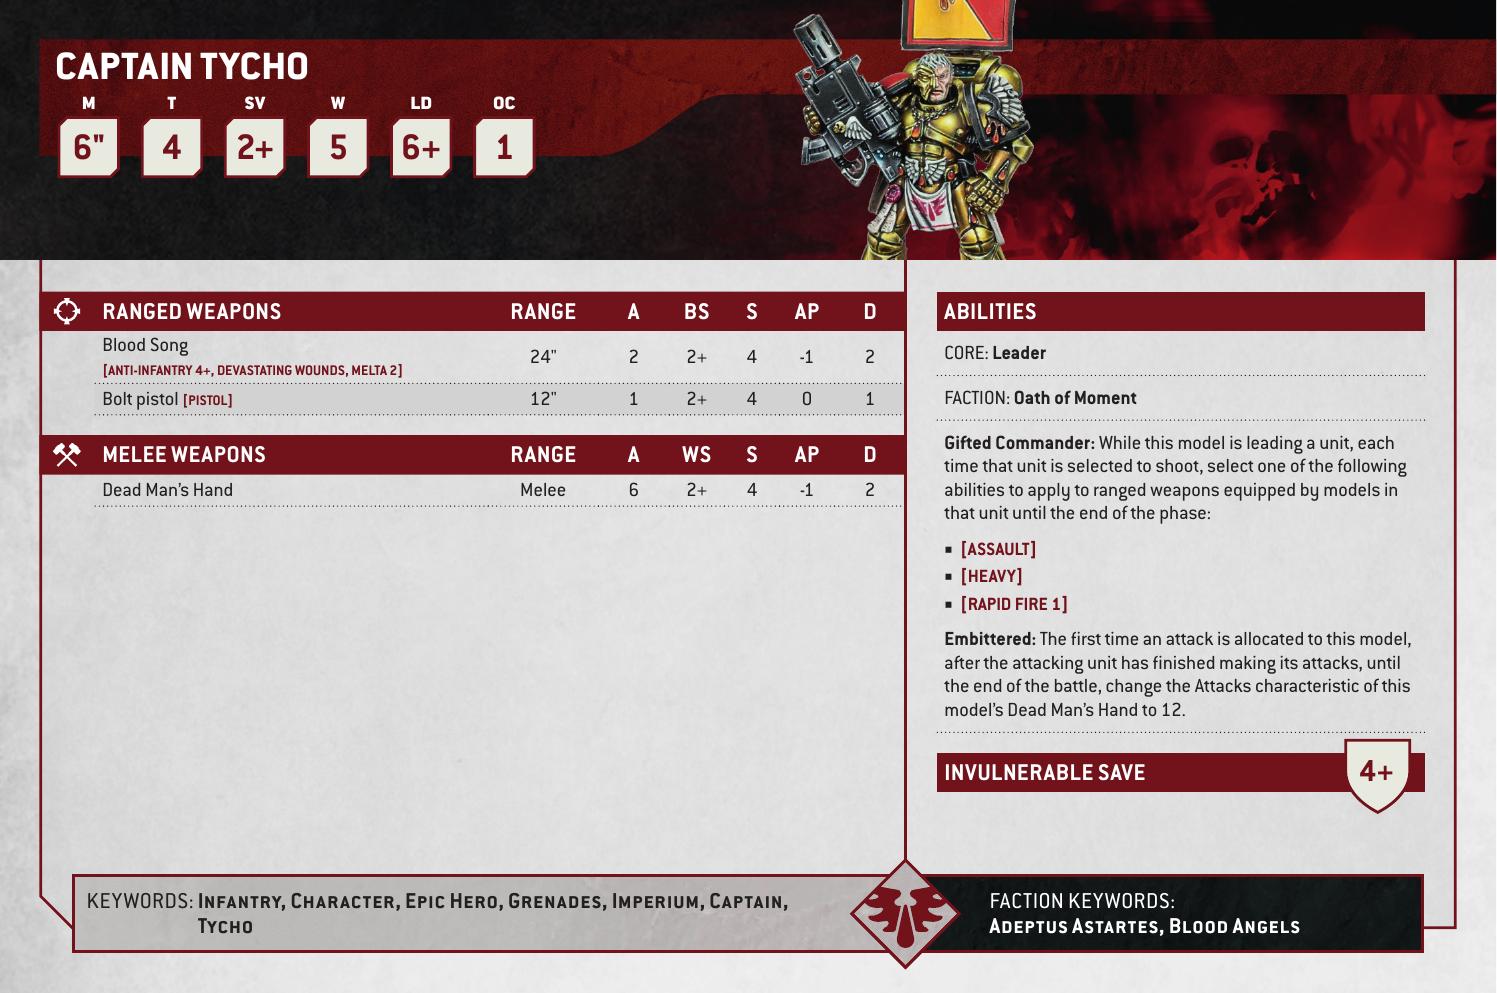 CAPTAIN TYCHO
M T SV W LD OC
6" 4 2+ 5 6+ 1
RANGED WEAPONS RANGE A BS S AP D
Blood Song
[ANTI-INFANTRY 4+, DEVASTATING WOUNDS, MELTA 2] 24" 2 2+ 4 -1 2
Bolt pistol [PISTOL] 12" 1 2+ 4 0 1
MELEE WEAPONS RANGE A WS S AP D
Dead Man's Hand Melee 6 2+ 4 -1 2
ABILITIES
CORE: Leader
FACTION: Oath of Moment
Gifted Commander: While this model is leading a unit, each
time that unit is selected to shoot, select one of the following
abilities to apply to ranged weapons equipped by models in
that unit until the end of the phase:
▪ [ASSAULT]
▪ [HEAVY]
▪ [RAPID FIRE 1]
Embittered: The first time an attack is allocated to this model,
after the attacking unit has finished making its attacks, until
the end of the battle, change the Attacks characteristic of this
model's Dead Man's Hand to 12.
INVULNERABLE SAVE 4+
KEYWORDS: INFANTRY, CHARACTER, EPIC HERO, GRENADES, IMPERIUM, CAPTAIN,
TYCHO
FACTION KEYWORDS:
ADEPTUS ASTARTES, BLOOD ANGELS